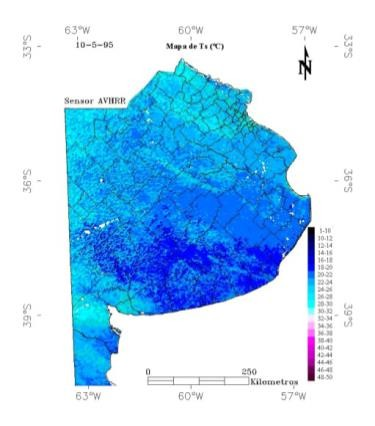 63°W 60°W 57°W
10-5-95 Mapa de Ts (ºC)
33°S 33°S
N
Sensor AVHRR
36°S 36°S
1-10
10-12
12-14
14-16
16-18
18-20
20-22
22-24
24-26
26-28
28-30
30-32
32-34
34-36
36-38
38-40
40-42
42-44
44-46
46-48
48-50
39°S 39°S
0 250
Kilometros
63°W 60°W 57°W